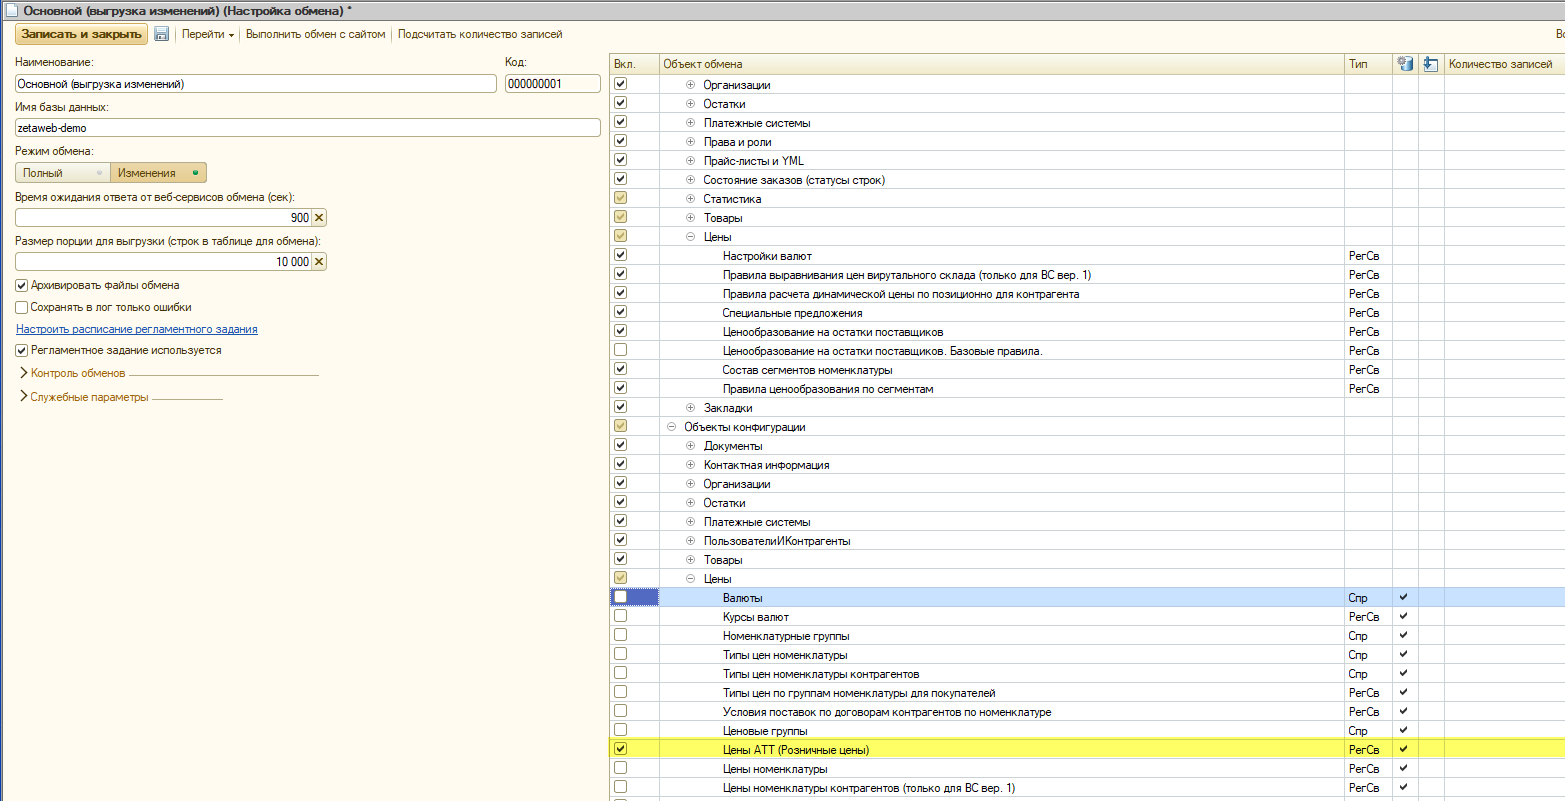 Основной (выгрузка изменений) (Настройка обмена) *
Записать и закрыть Перейти Выполнить обмен с сайтом Подсчитать количество записей
Наименование: Код:
Основной (выгрузка изменений) 000000001
Имя базы данных:
zetaweb-demo
Режим обмена:
Полный Изменения
Время ожидания ответа от веб-сервисов обмена (сек):
900
Размер порции для выгрузки (строк в таблице для обмена):
10 000
Архивировать файлы обмена
Сохранять в лог только ошибки
Настроить расписание регламентного задания
Регламентное задание используется
Контроль обменов
Служебные параметры
Вкл. Объект обмена Тип Количество записей
Организации
Остатки
Платежные системы
Права и роли
Прайс-листы и YML
Состояние заказов (статусы строк)
Статистика
Товары
Цены
Настройки валют РегСв
Правила выравнивания цен вирутального склада (только для ВС вер. 1) РегСв
Правила расчета динамической цены по позиционно для контрагента РегСв
Специальные предложения РегСв
Ценообразование на остатки поставщиков РегСв
Ценообразование на остатки поставщиков. Базовые правила. РегСв
Состав сегментов номенклатуры РегСв
Правила ценообразования по сегментам РегСв
Закладки
Объекты конфигурации
Документы
Контактная информация
Организации
Остатки
Платежные системы
ПользователиИКонтрагенты
Товары
Цены
Валюты Спр
Курсы валют РегСв
Номенклатурные группы Спр
Типы цен номенклатуры Спр
Типы цен номенклатуры контрагентов Спр
Типы цен по группам номенклатуры для покупателей РегСв
Условия поставок по договорам контрагентов по номенклатуре РегСв
Ценовые группы Спр
Цены АТТ (Розничные цены) РегСв
Цены номенклатуры РегСв
Цены номенклатуры контрагентов (только для ВС вер. 1) РегСв